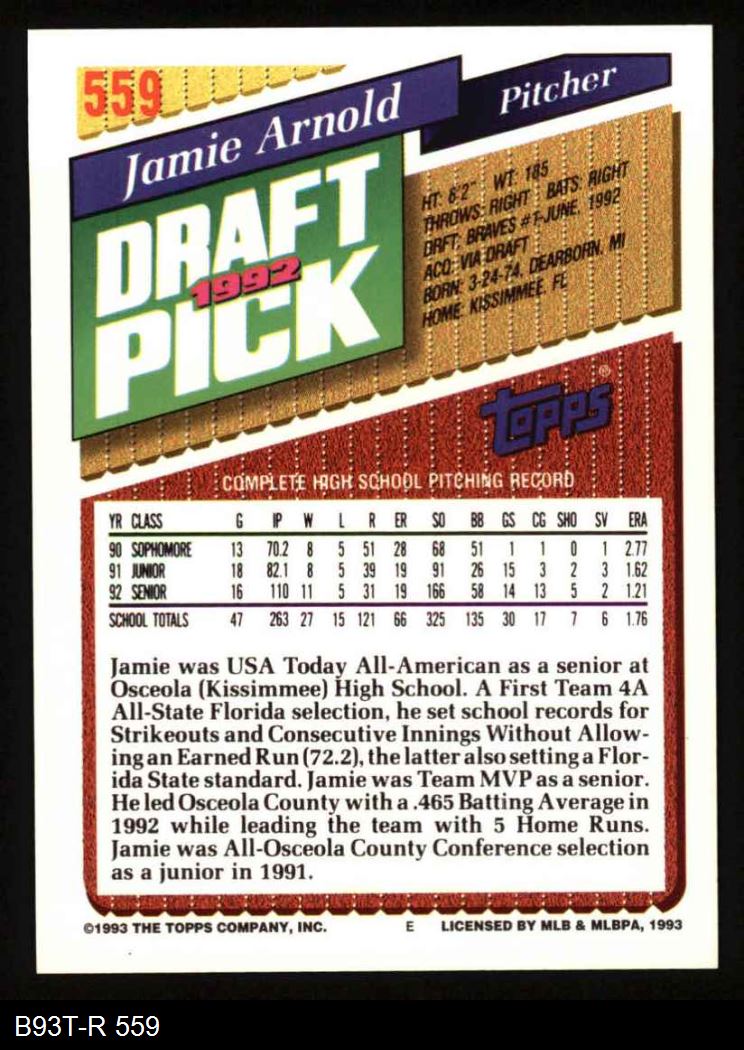 559
Jamie Arnold
Pitcher
DRAFT
1992
PICK
HT: 6'2" WT: 185
THROWS: RIGHT BATS: RIGHT
DRFT: BRAVES #1-JUNE, 1992
ACQ: VIA DRAFT
BORN: 3-24-74, DEARBORN, MI
HOME: KISSIMMEE, FL
topps®
COMPLETE HIGH SCHOOL PITCHING RECORD
YR CLASS G IP W L R ER SO BB GS CG SHO SV ERA
90 SOPHOMORE 13 70.2 8 5 51 28 68 51 1 1 0 1 2.77
91 JUNIOR 18 82.1 8 5 39 19 91 26 15 3 2 3 1.62
92 SENIOR 16 110 11 5 31 19 166 58 14 13 5 2 1.21
SCHOOL TOTALS 47 263 27 15 121 66 325 135 30 17 7 6 1.76
Jamie was USA Today All-American as a senior at
Osceola (Kissimmee) High School. A First Team 4A
All-State Florida selection, he set school records for
Strikeouts and Consecutive Innings Without Allow-
ing an Earned Run (72.2), the latter also setting a Flor-
ida State standard. Jamie was Team MVP as a senior.
He led Osceola County with a .465 Batting Average in
1992 while leading the team with 5 Home Runs.
Jamie was All-Osceola County Conference selection
as a junior in 1991.
©1993 THE TOPPS COMPANY, INC. E LICENSED BY MLB & MLBPA, 1993
B93T-R 559